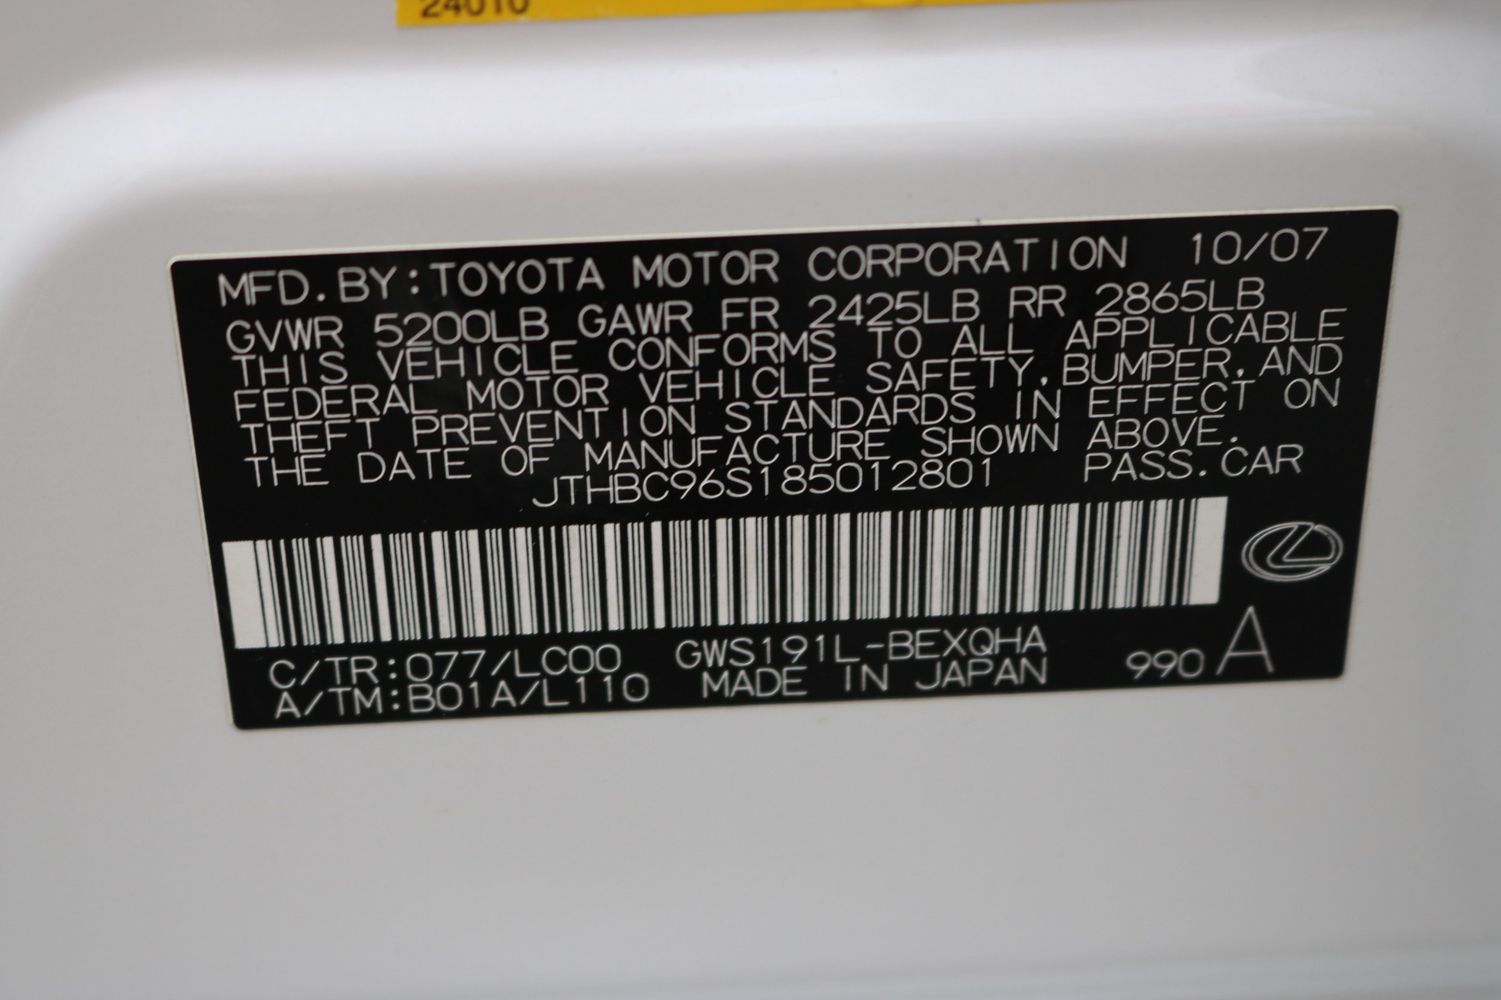 24010
MFD. BY: TOYOTA MOTOR CORPORATION 10/07
GVWR 5200LB GAWR FR 2425LB RR 2865LB
THIS VEHICLE CONFORMS TO ALL APPLICABLE
FEDERAL MOTOR VEHICLE SAFETY, BUMPER, AND
THEFT PREVENTION STANDARDS IN EFFECT ON
THE DATE OF MANUFACTURE SHOWN ABOVE.
JTHBC96S185012801 PASS. CAR
C/TR: 077/LC00 GWS191L-BEXQHA
A/TM: B01A/L110 MADE IN JAPAN 990 A